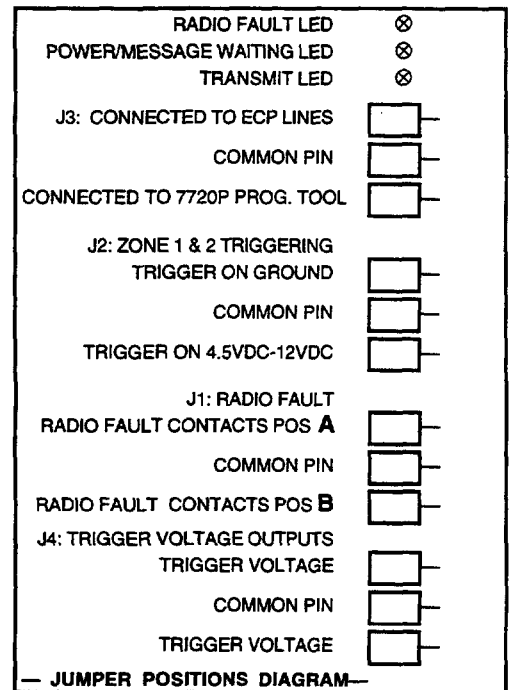 RADIO FAULT LED
POWER/MESSAGE WAITING LED
TRANSMIT LED
J3: CONNECTED TO ECP LINES
COMMON PIN
CONNECTED TO 7720P PROG. TOOL
J2: ZONE 1 & 2 TRIGGERING
TRIGGER ON GROUND
COMMON PIN
TRIGGER ON 4.5VDC-12VDC
J1: RADIO FAULT
RADIO FAULT CONTACTS POS A
COMMON PIN
RADIO FAULT CONTACTS POS B
J4: TRIGGER VOLTAGE OUTPUTS
TRIGGER VOLTAGE
COMMON PIN
TRIGGER VOLTAGE
— JUMPER POSITIONS DIAGRAM—